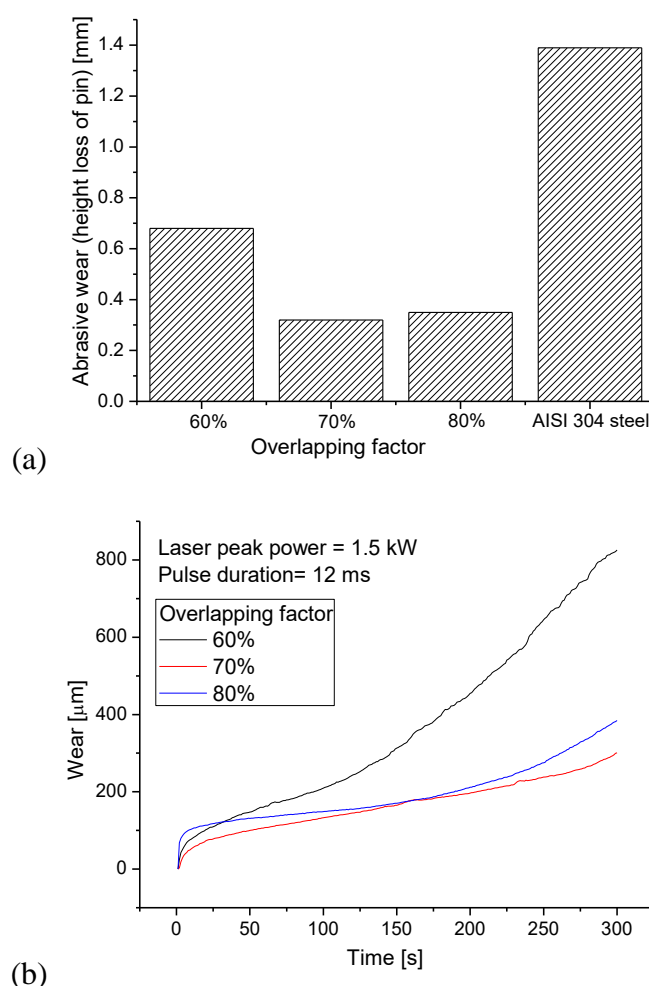 Abrasive wear (height loss of pin) [mm]
1.4
1.2
1.0
0.8
0.6
0.4
0.2
0.0
60%
70%
80%
AISI 304 steel
Overlapping factor
(a)
Laser peak power = 1.5 kW
Pulse duration= 12 ms
Overlapping factor
60%
70%
80%
Wear [µm]
800
600
400
200
0
0
50
100
150
200
250
300
Time [s]
(b)